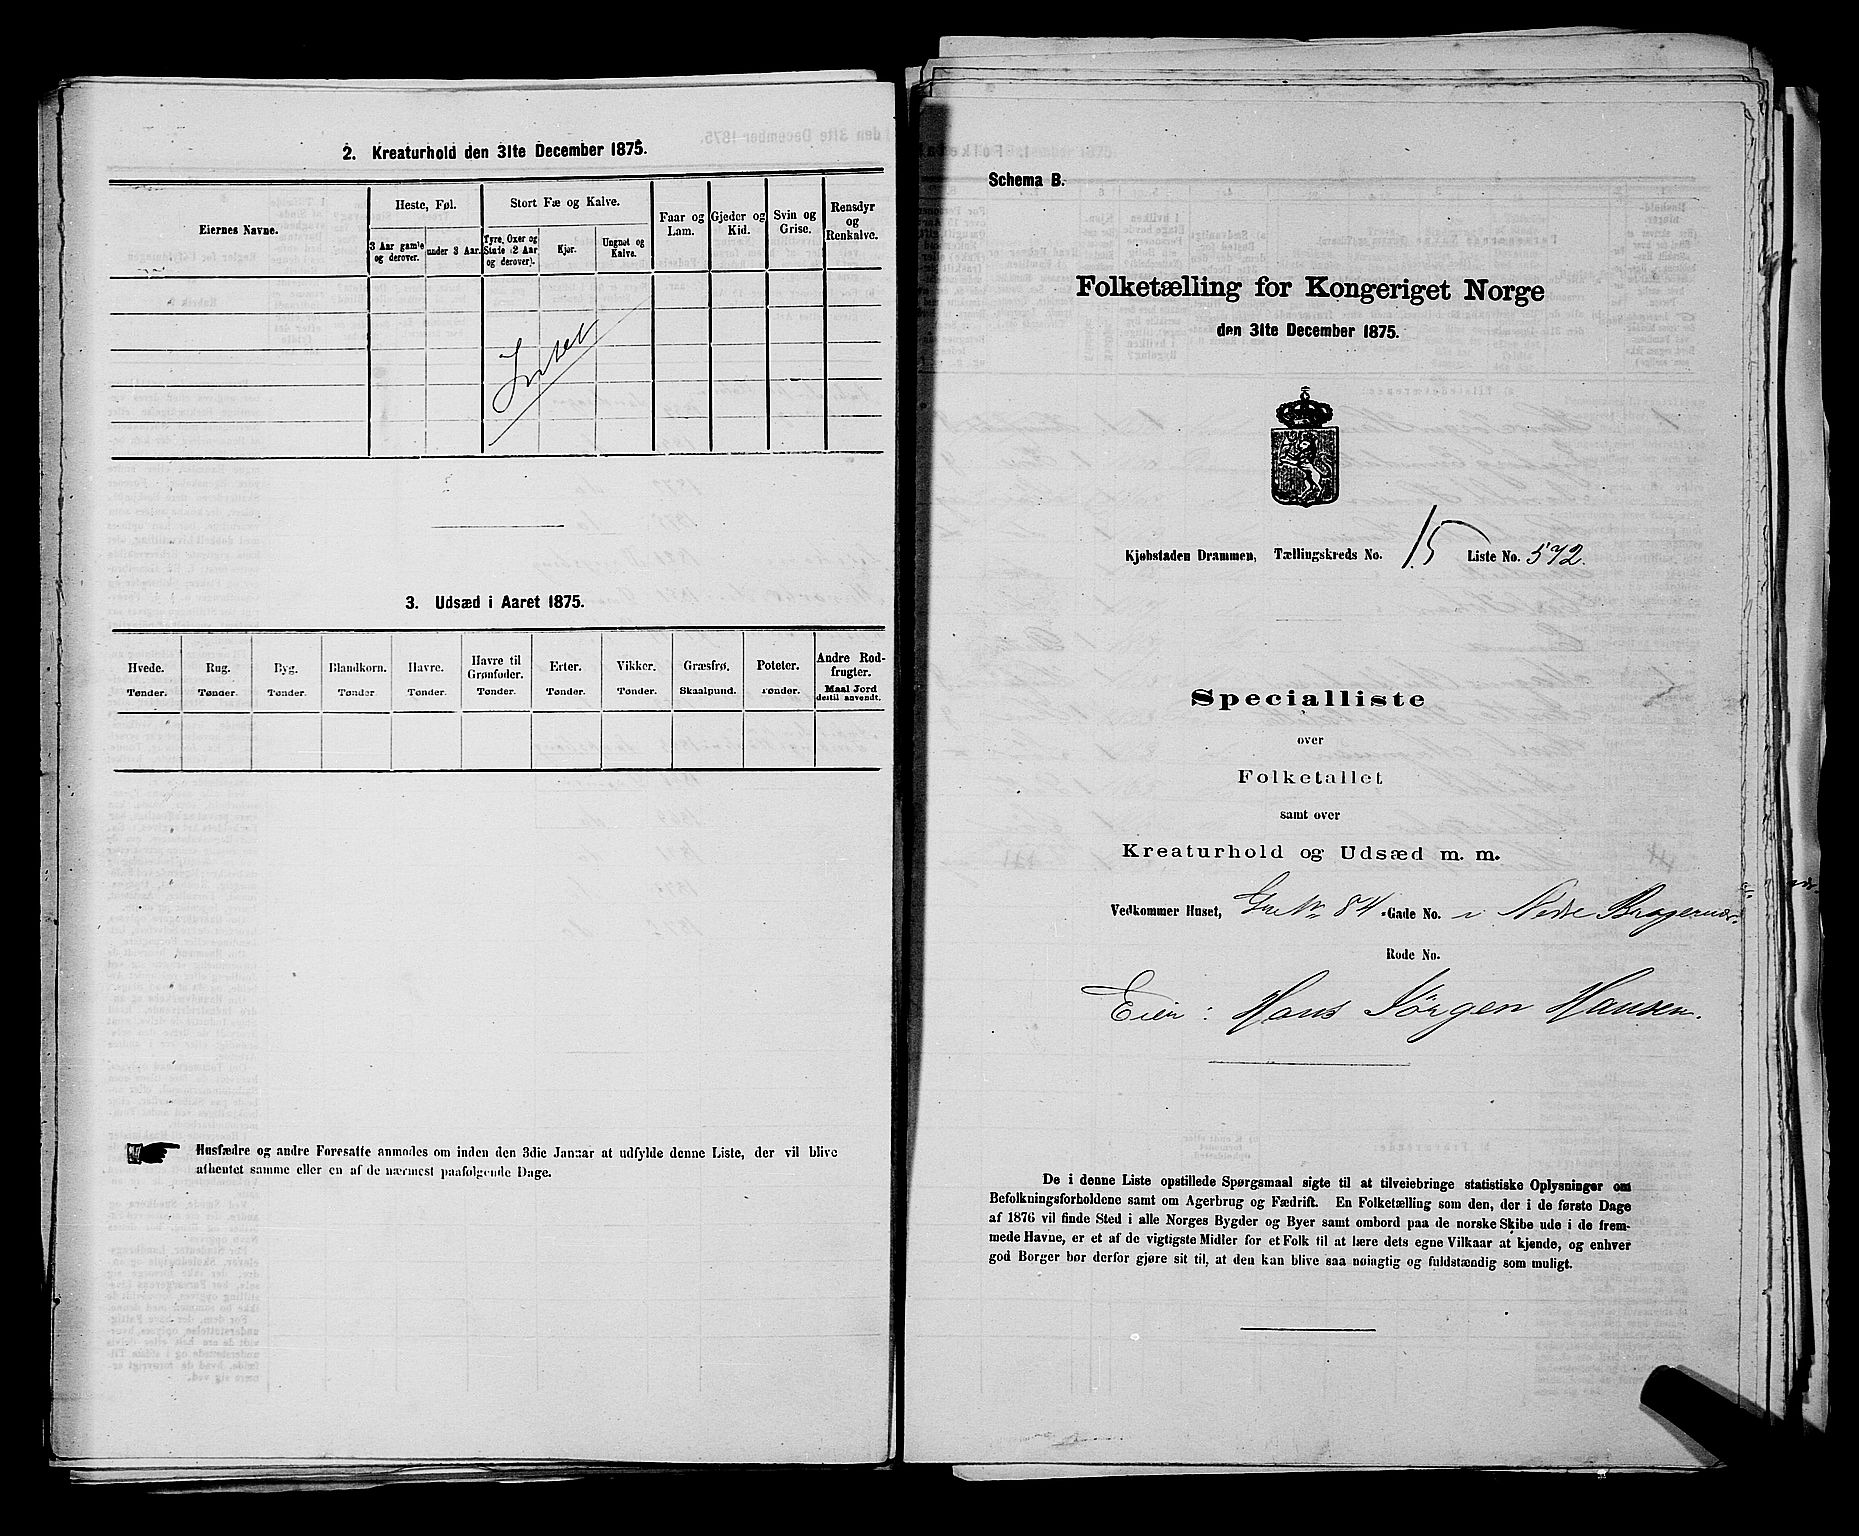 2. Kreaturhold den 31te December 1875.
Eiernes Navne.
Heste, Føl.
3 Aar gamle og derover.
under 3 Aar.
Stort Fæ og Kalve.
Tyre, Oxer og Stude (2 Aar og derover).
Kjør.
Ungnøt og Kalve.
Faar og Lam.
Gjeder og Kid.
Svin og Grise.
Rensdyr og Renkalve.
Intet
3. Udsæd i Aaret 1875.
Hvede. Tønder.
Rug. Tønder.
Byg. Tønder.
Blandkorn. Tønder.
Havre. Tønder.
Havre til Grønfoder. Tønder.
Erter. Tønder.
Vikker. Tønder.
Græsfrø. Skaalpund.
Poteter. Tønder.
Andre Rodfrugter. Maal Jord dertil anvendt.
Husfædre og andre Foresatte anmodes om inden den 3die Januar at udfylde denne Liste, der vil blive
afhentet samme eller en af de nærmest paafølgende Dage.
Schema B.
Folketælling for Kongeriget Norge
den 31te December 1875.
Kjøbstaden Drammen, Tællingskreds No. 15 Liste No. 572.
Specialliste
over
Folketallet
samt over
Kreaturhold og Udsæd m. m.
Vedkommer Huset, Gr No 84 Gade No. i Nedre Bragernæs
Rode No.
Eier: Hans Jørgen Hansen.
De i denne Liste opstillede Spørgsmaal sigte til at tilveiebringe statistiske Oplysninger om
Befolkningsforholdene samt om Agerbrug og Fædrift. En Folketælling som den, der i de første Dage
af 1876 vil finde Sted i alle Norges Bygder og Byer samt ombord paa de norske Skibe ude i de frem-
mede Havne, er et af de vigtigste Midler for et Folk til at lære dets egne Vilkaar at kjende, og enhver
god Borger bør derfor gjøre sit til, at den kan blive saa nøiagtig og fuldstændig som muligt.